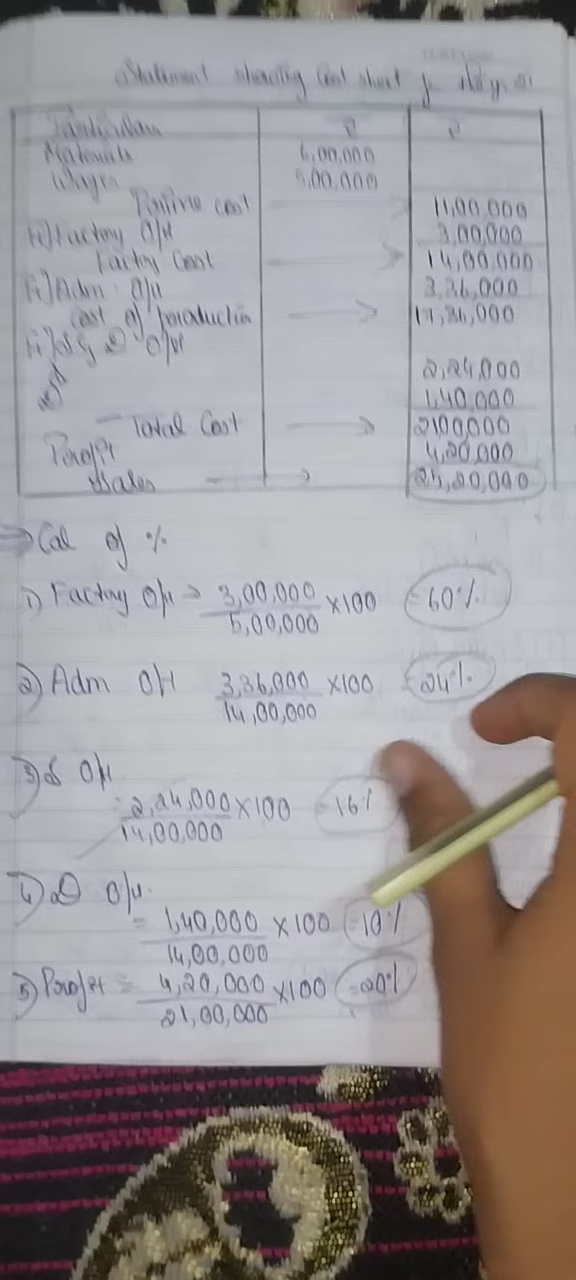 Statement showing Cost sheet for the yr
Particulars ₹ ₹
Materials 6,00,000
Wages 5,00,000
Prime cost 11,00,000
+) Factory O/H 3,00,000
Factory Cost 14,00,000
+) Adm. O/H 3,36,000
Cost of production 17,36,000
+) S & D O/H
S 2,24,000
D 1,40,000
Total Cost 2100000
Profit 4,20,000
Sales 25,20,000
⇒ Cal of %
1) Factory O/H → 3,00,000 / 5,00,000 × 100 = 60%
2) Adm O/H 3,36,000 / 14,00,000 × 100 = 24%
3) S O/H
= 2,24,000 / 14,00,000 × 100 = 16%
4) D O/H.
= 1,40,000 / 14,00,000 × 100 = 10%
5) Profit = 4,20,000 / 21,00,000 × 100 = 20%